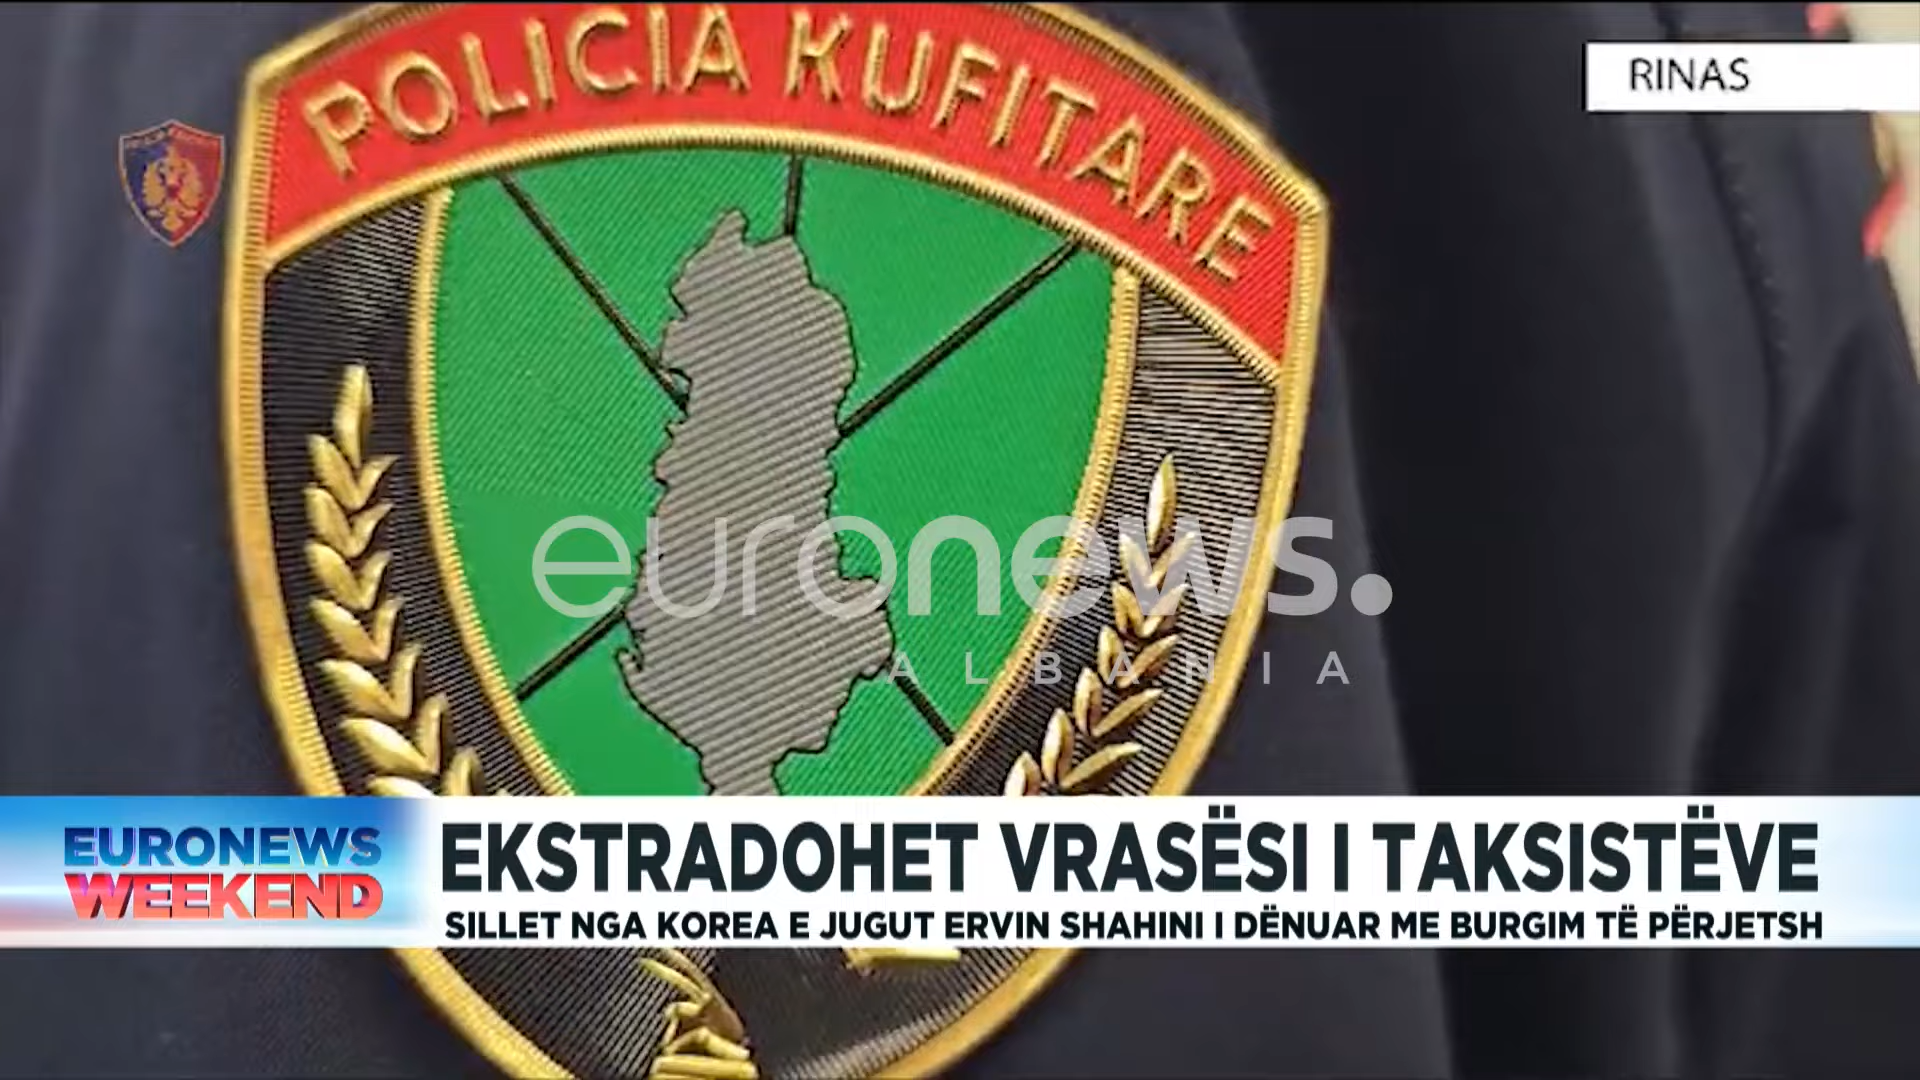 POLICIA KUFITARE
RINAS
euronews.
ALBANIA
EURONEWS
WEEKEND
EKSTRADOHET VRASËSI I TAKSISTËVE
SILLET NGA KOREA E JUGUT ERVIN SHAHINI I DËNUAR ME BURGIM TË PËRJETSH